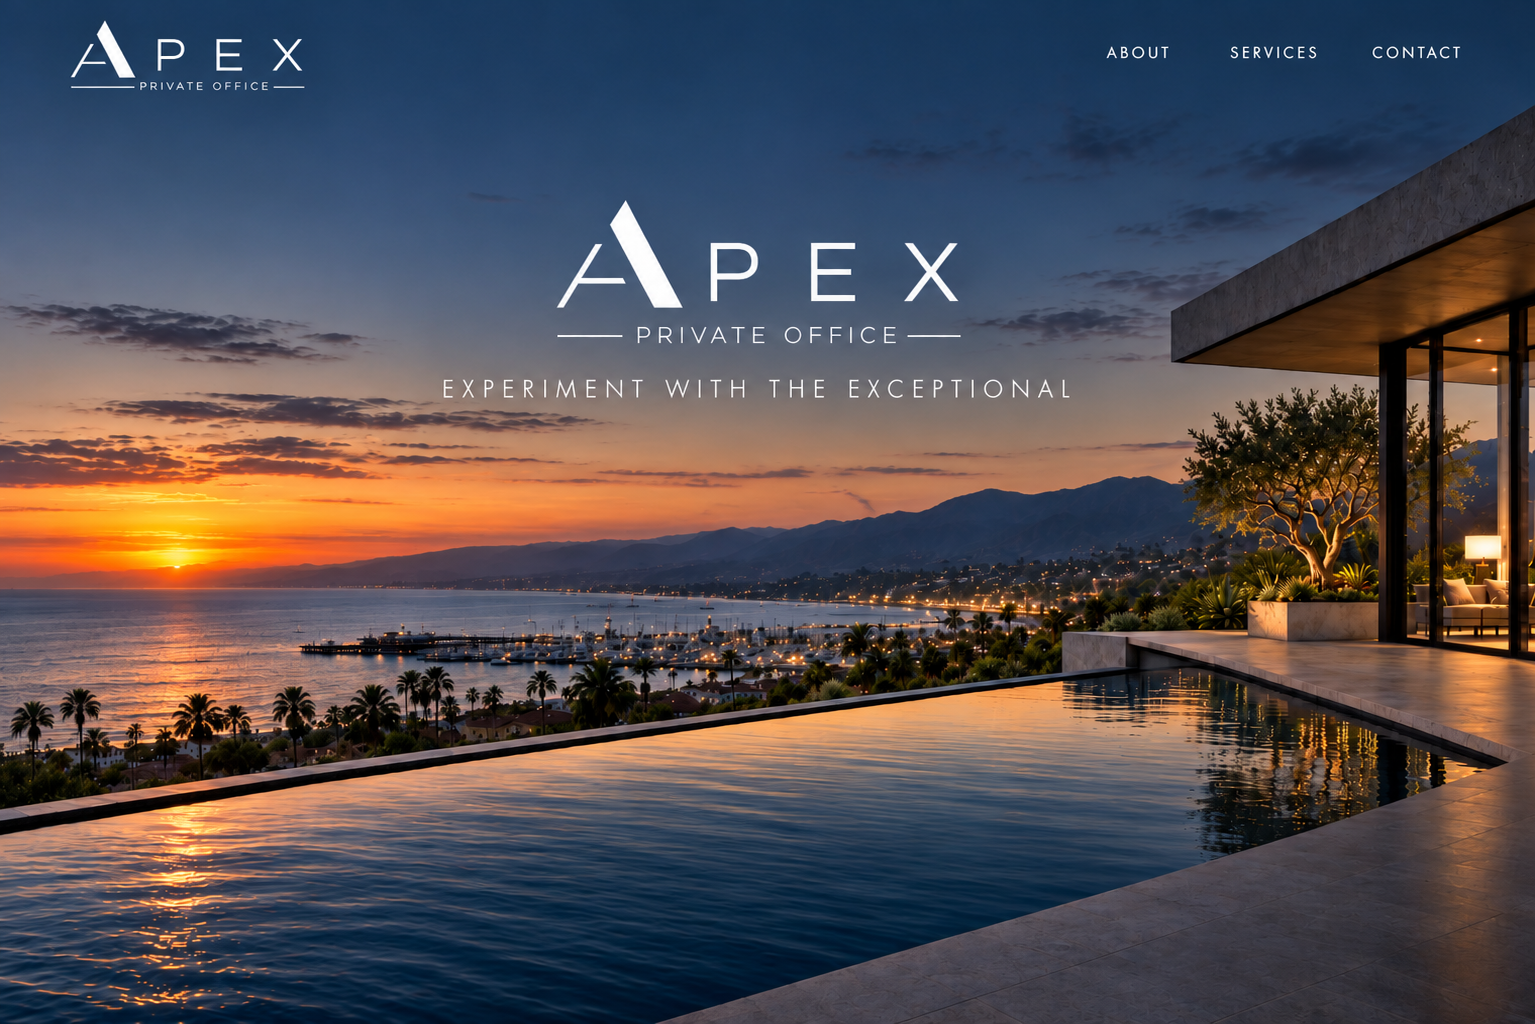 APEX
PRIVATE OFFICE
ABOUT SERVICES CONTACT
APEX
PRIVATE OFFICE
EXPERIMENT WITH THE EXCEPTIONAL